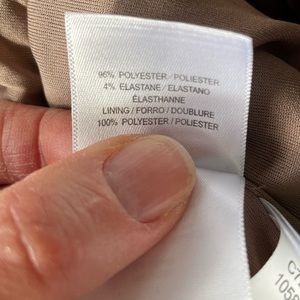 96% POLYESTER / POLIESTER
4% ELASTANE / ELASTANO
ÉLASTHANNE
LINING / FORRO / DOUBLURE
100% POLYESTER / POLIESTER